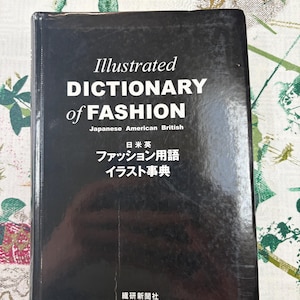 Illustrated
DICTIONARY
of FASHION
Japanese American British
日米英
ファッション用語
イラスト事典
繊研新聞社